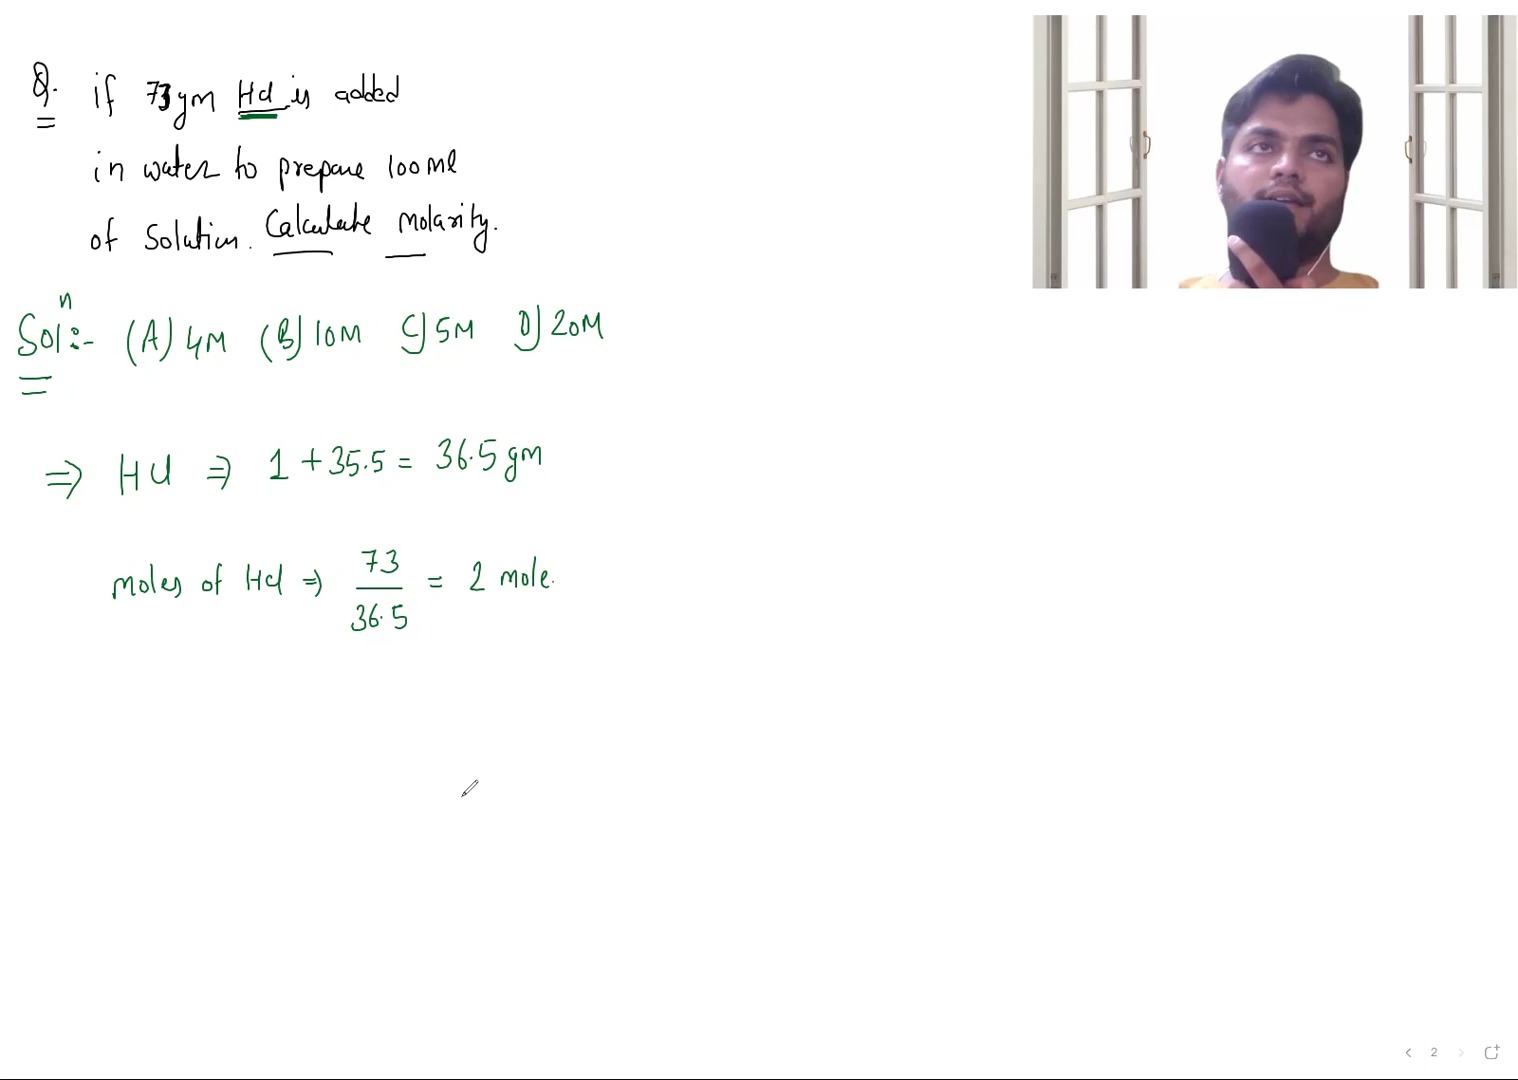 Q. if 73gm HCl is added
in water to prepare 100ml
of solution. Calculate molarity.
Solⁿ:- (A) 4M (B) 10M C) 5M D) 20M
⇒ HCl ⇒ 1 + 35.5 = 36.5 gm
moles of HCl ⇒ 73/36.5 = 2 mole.
< 2 >